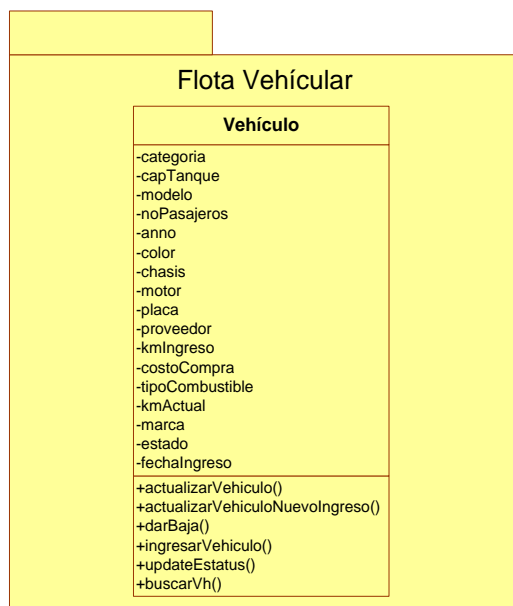 Flota Vehícular
Vehículo
-categoria
-capTanque
-modelo
-noPasajeros
-anno
-color
-chasis
-motor
-placa
-proveedor
-kmIngreso
-costoCompra
-tipoCombustible
-kmActual
-marca
-estado
-fechaIngreso
+actualizarVehiculo()
+actualizarVehiculoNuevoIngreso()
+darBaja()
+ingresarVehiculo()
+updateEstatus()
+buscarVh()